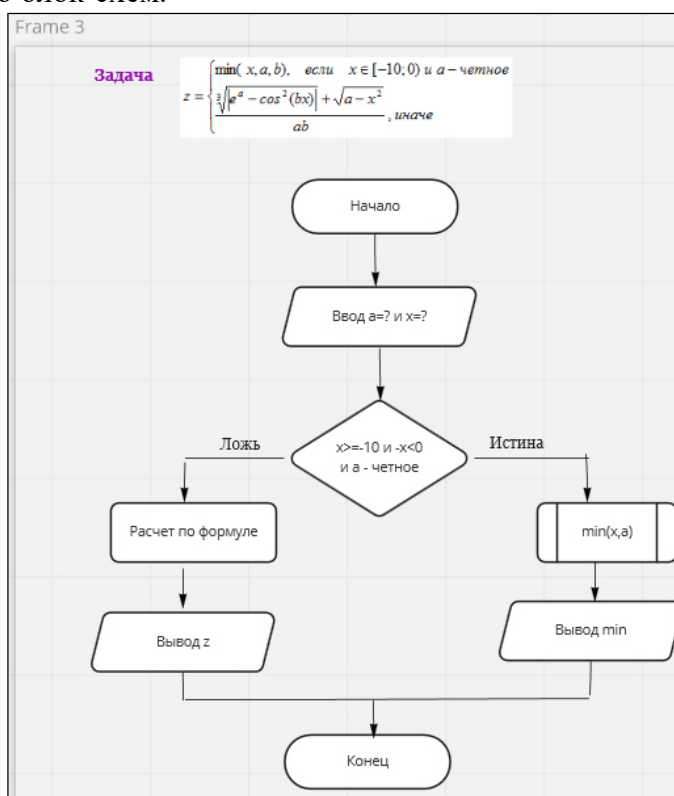 Frame 3
Задача
z = { min( x, a, b), если x ∈ [-10; 0) и a - четное
∛|e^a - cos²(bx)| + √a - x²
ab
, иначе
Начало
Ввод a=? и x=?
x>=-10 и -x<0
и a - четное
Ложь
Истина
Расчет по формуле
min(x,a)
Вывод z
Вывод min
Конец